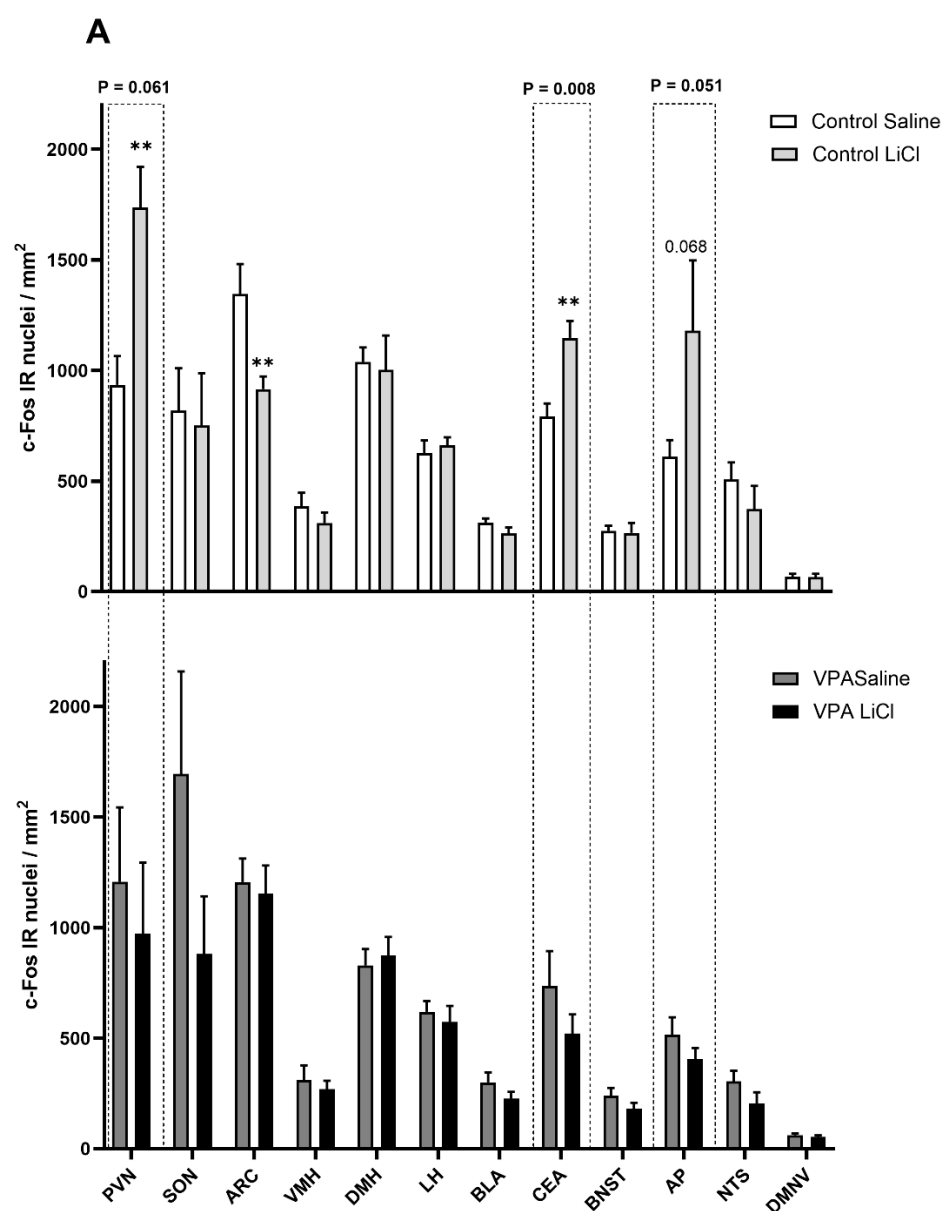 A
P = 0.061
P = 0.008
P = 0.051
Control Saline
Control LiCl
c-Fos IR nuclei / mm²
2000
1500
1000
500
0
**
**
**
0.068
VPASaline
VPA LiCl
c-Fos IR nuclei / mm²
2000
1500
1000
500
0
PVN
SON
ARC
VMH
DMH
LH
BLA
CEA
BNST
AP
NTS
DMNV